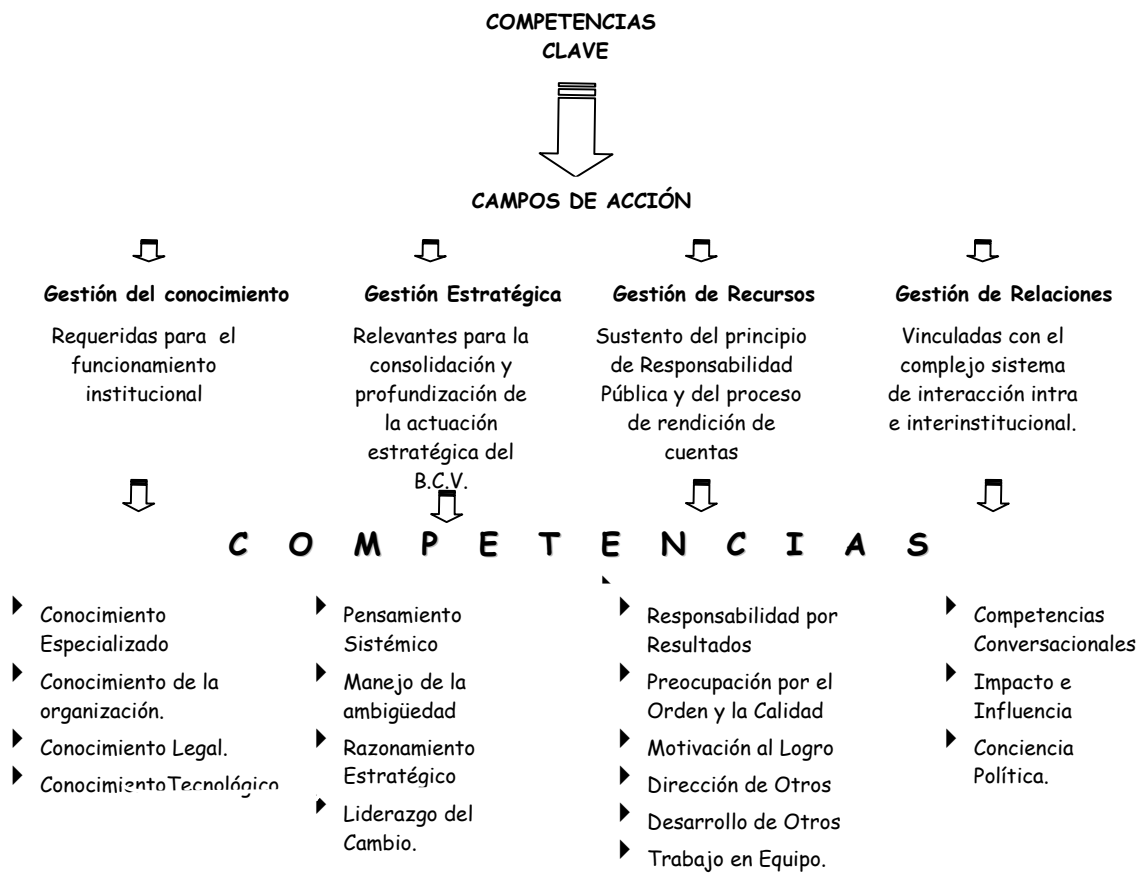 COMPETENCIAS
CLAVE
CAMPOS DE ACCIÓN
Gestión del conocimiento
Requeridas para el
funcionamiento
institucional
Gestión Estratégica
Relevantes para la
consolidación y
profundización de
la actuación
estratégica del
B.C.V.
Gestión de Recursos
Sustento del principio
de Responsabilidad
Pública y del proceso
de rendición de
cuentas
Gestión de Relaciones
Vinculadas con el
complejo sistema
de interacción intra
e interinstitucional.
C O M P E T E N C I A S
Conocimiento
Especializado
Conocimiento de la
organización.
Conocimiento Legal.
ConocimientoTecnológico
Pensamiento
Sistémico
Manejo de la
ambigüedad
Razonamiento
Estratégico
Liderazgo del
Cambio.
Responsabilidad por
Resultados
Preocupación por el
Orden y la Calidad
Motivación al Logro
Dirección de Otros
Desarrollo de Otros
Trabajo en Equipo.
Competencias
Conversacionales
Impacto e
Influencia
Conciencia
Política.